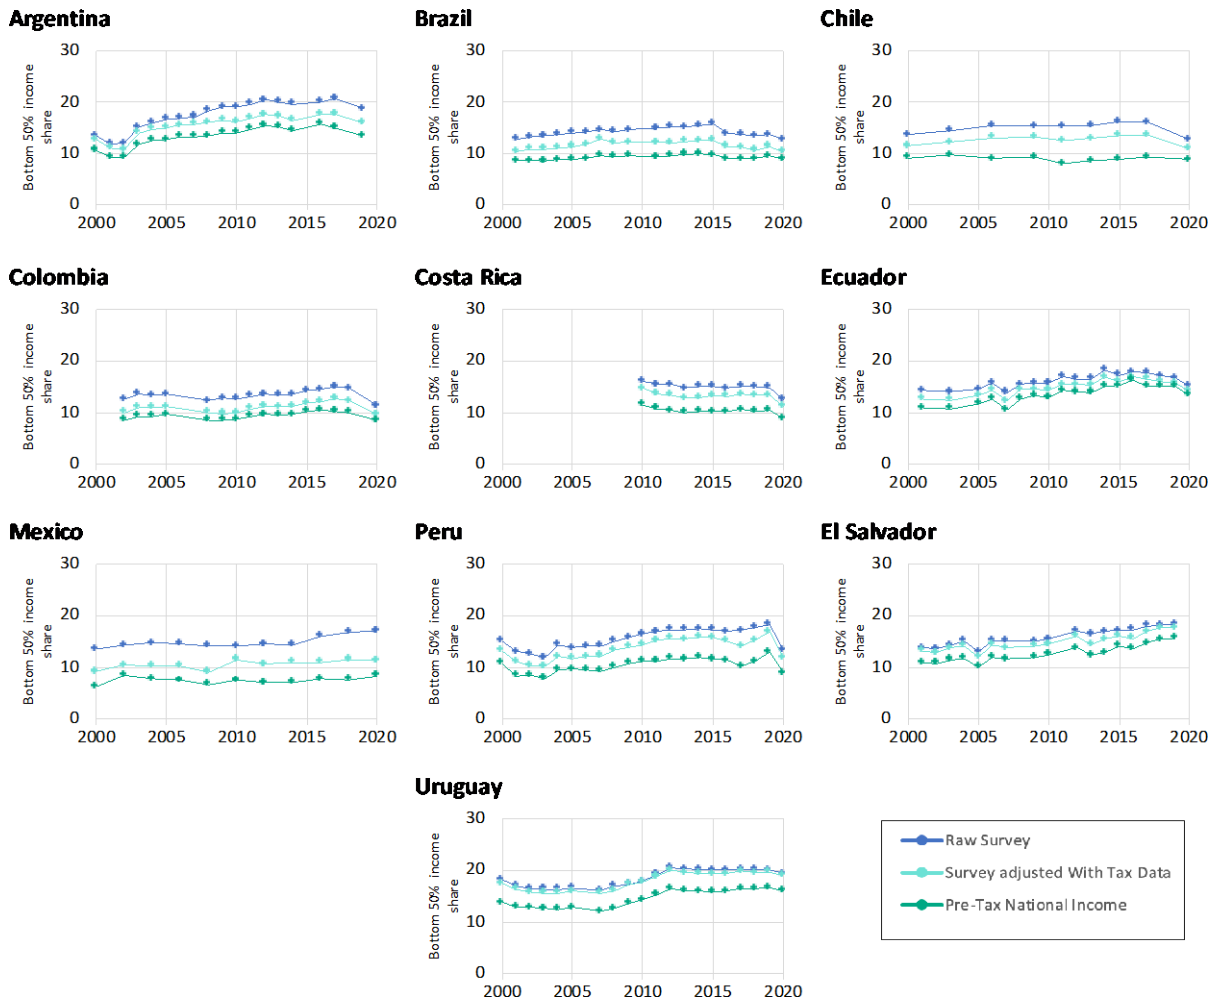 Argentina
Brazil
Chile
30
20
10
0
Bottom 50% income
share
2000 2005 2010 2015 2020
30
20
10
0
Bottom 50% income
share
2000 2005 2010 2015 2020
30
20
10
0
Bottom 50% income
share
2000 2005 2010 2015 2020
Colombia
Costa Rica
Ecuador
30
20
10
0
Bottom 50% income
share
2000 2005 2010 2015 2020
30
20
10
0
Bottom 50% income
share
2000 2005 2010 2015 2020
30
20
10
0
Bottom 50% income
share
2000 2005 2010 2015 2020
Mexico
Peru
El Salvador
30
20
10
0
Bottom 50% income
share
2000 2005 2010 2015 2020
30
20
10
0
Bottom 50% income
share
2000 2005 2010 2015 2020
30
20
10
0
Bottom 50% income
share
2000 2005 2010 2015 2020
Uruguay
30
20
10
0
Bottom 50% income
share
2000 2005 2010 2015 2020
Raw Survey
Survey adjusted With Tax Data
Pre-Tax National Income